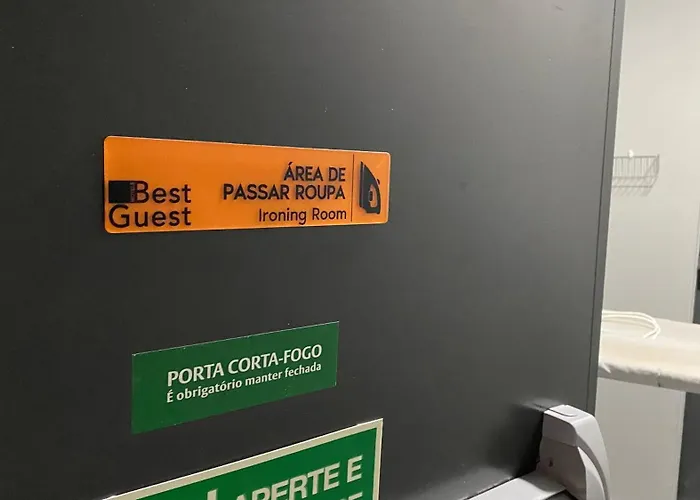 Best
Guest
ÁREA DE
PASSAR ROUPA
Ironing Room
PORTA CORTA-FOGO
É obrigatório manter fechada
APERTE E